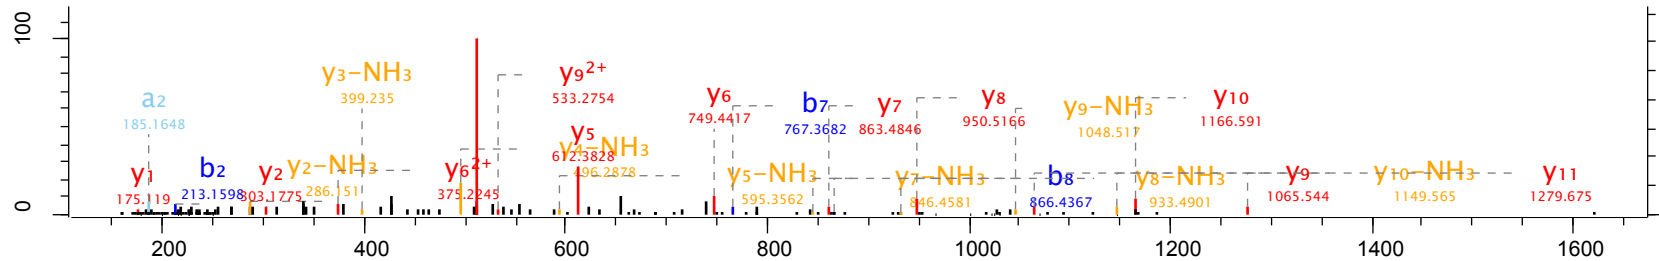 100
0
a2
185.1648
y1
175.119
b2
213.1598
y2
303.1775
y2-NH3
286.151
y3-NH3
399.235
y6 2+
375.2245
y9 2+
533.2754
y5
612.3828
y4-NH3
496.2878
y6
749.4417
y5-NH3
595.3562
b7
767.3682
y7
863.4846
y7-NH3
846.4581
y8
950.5166
b8
866.4367
y9-NH3
1048.517
y8-NH3
933.4901
y10
1166.591
y9
1065.544
y10-NH3
1149.565
y11
1279.675
200 400 600 800 1000 1200 1400 1600